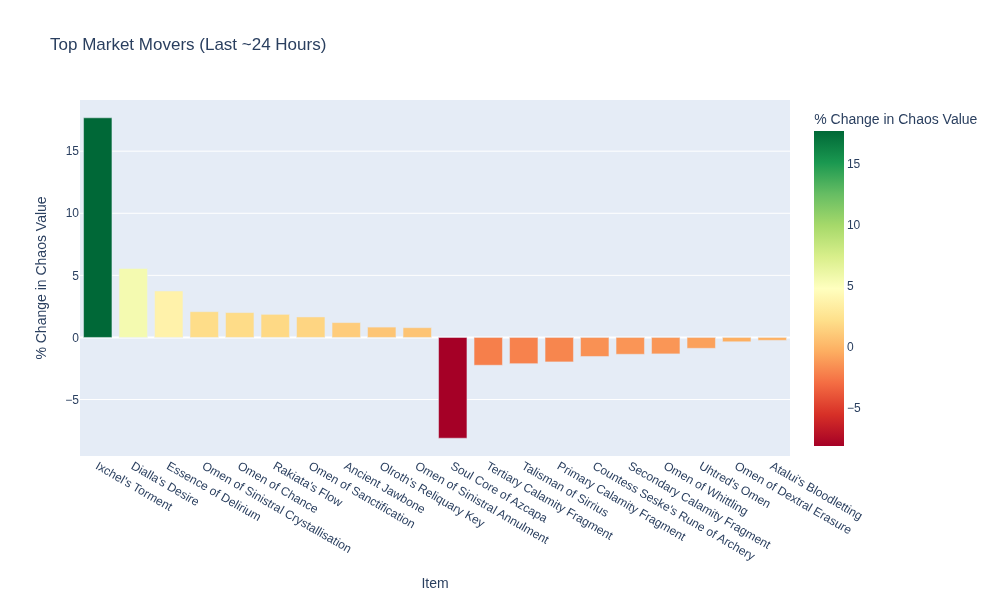 Top Market Movers (Last ~24 Hours)
% Change in Chaos Value
15
10
5
0
−5
Ixchel's Torment
Dialla's Desire
Essence of Delirium
Omen of Sinistral Crystallisation
Omen of Chance
Rakiata's Flow
Omen of Sanctification
Ancient Jawbone
Olroth's Reliquary Key
Omen of Sinistral Annulment
Soul Core of Azcapa
Tertiary Calamity Fragment
Talisman of Sirrius
Primary Calamity Fragment
Countess Seske's Rune of Archery
Secondary Calamity Fragment
Omen of Whittling
Uhtred's Omen
Omen of Dextral Erasure
Atalui's Bloodletting
Item
% Change in Chaos Value
15
10
5
0
−5